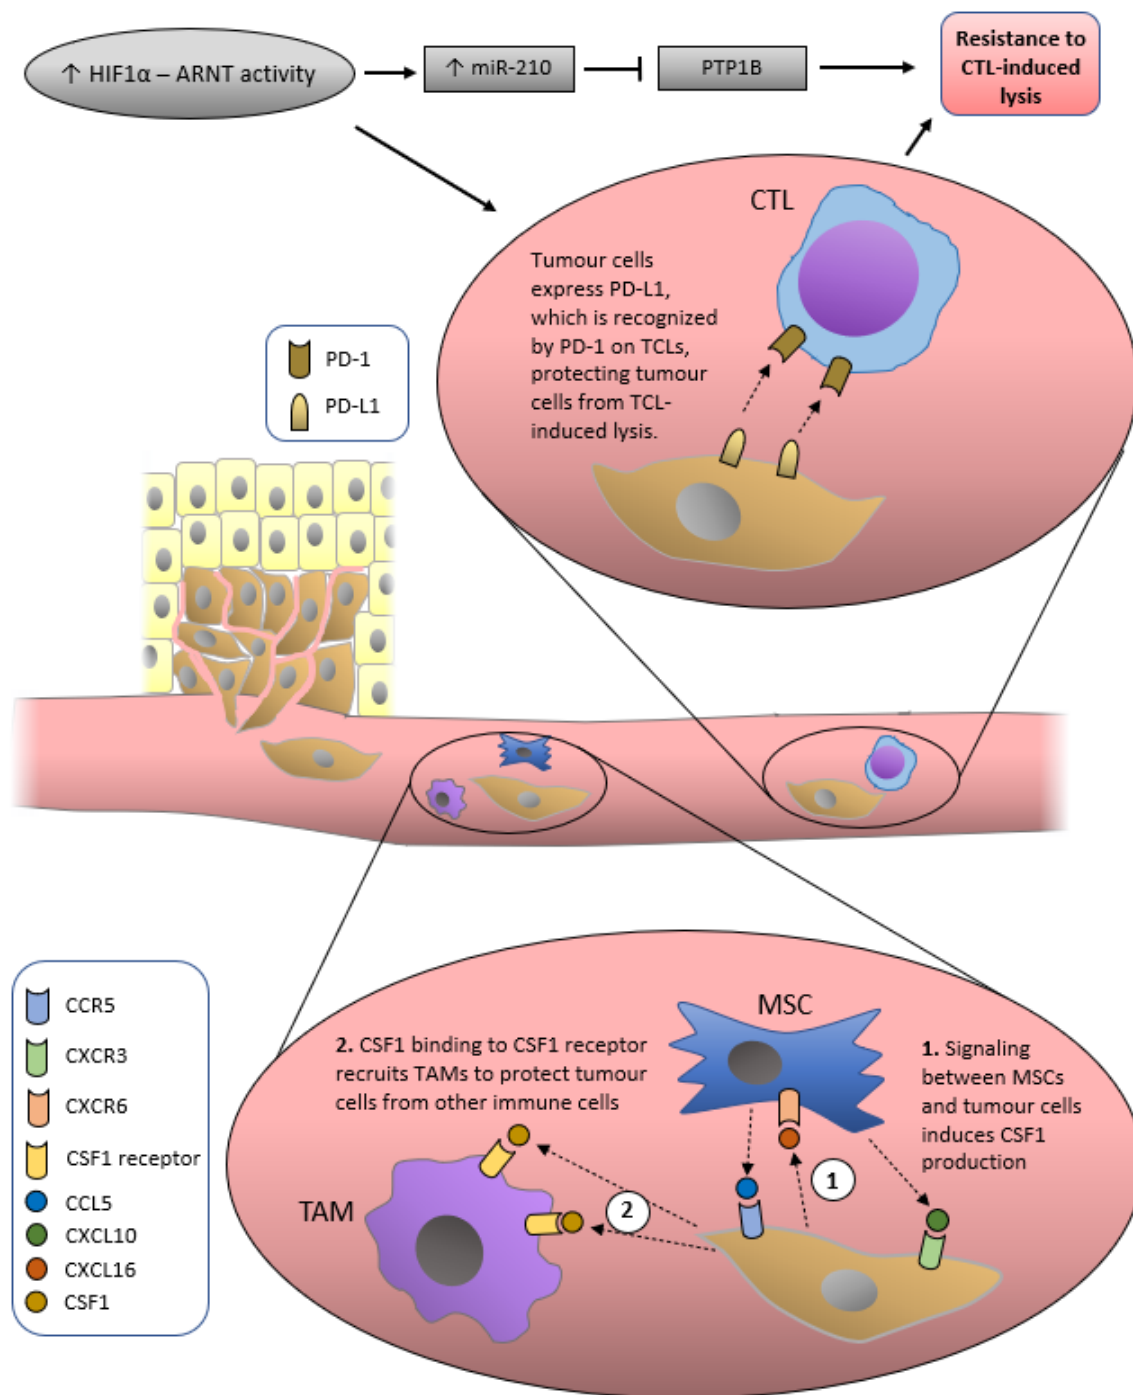 ↑ HIF1α – ARNT activity
↑ miR-210
PTP1B
Resistance to
CTL-induced
lysis
CTL
Tumour cells
express PD-L1,
which is recognized
by PD-1 on TCLs,
protecting tumour
cells from TCL-
induced lysis.
PD-1
PD-L1
CCR5
CXCR3
CXCR6
CSF1 receptor
CCL5
CXCL10
CXCL16
CSF1
MSC
2. CSF1 binding to CSF1 receptor
recruits TAMs to protect tumour
cells from other immune cells
1. Signaling
between MSCs
and tumour cells
induces CSF1
production
TAM
1
2